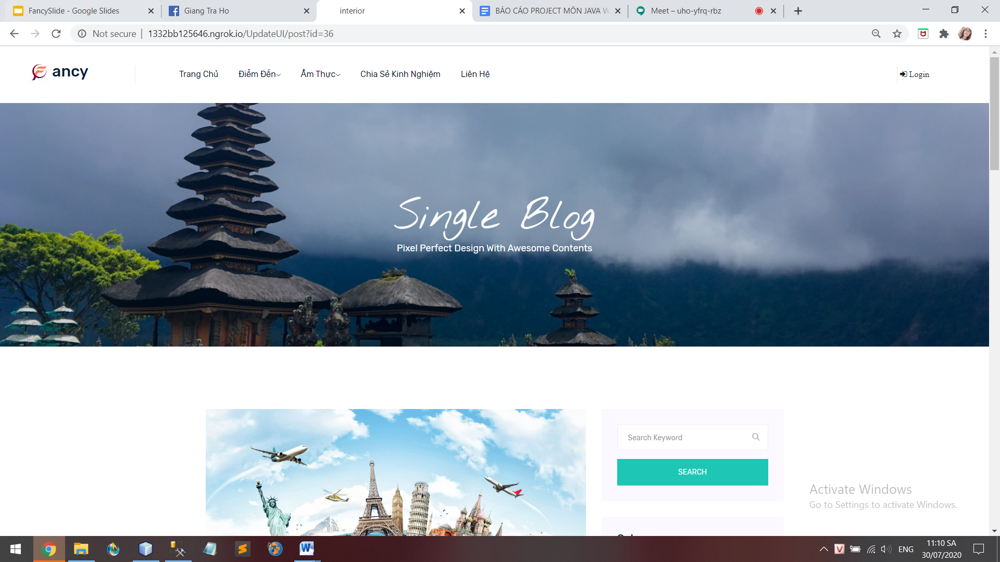 FancySlide - Google Slides
Giang Tra Ho
interior
BÁO CÁO PROJECT MÔN JAVA W
Meet – uho-yfrq-rbz
Not secure
1332bb125646.ngrok.io/UpdateUI/post?id=36
ancy
Trang Chủ
Điểm Đến
Ẩm Thực
Chia Sẻ Kinh Nghiệm
Liên Hệ
Login
Single Blog
Pixel Perfect Design With Awesome Contents
Search Keyword
SEARCH
Activate Windows
Go to Settings to activate Windows.
ENG
11:10 SA
30/07/2020